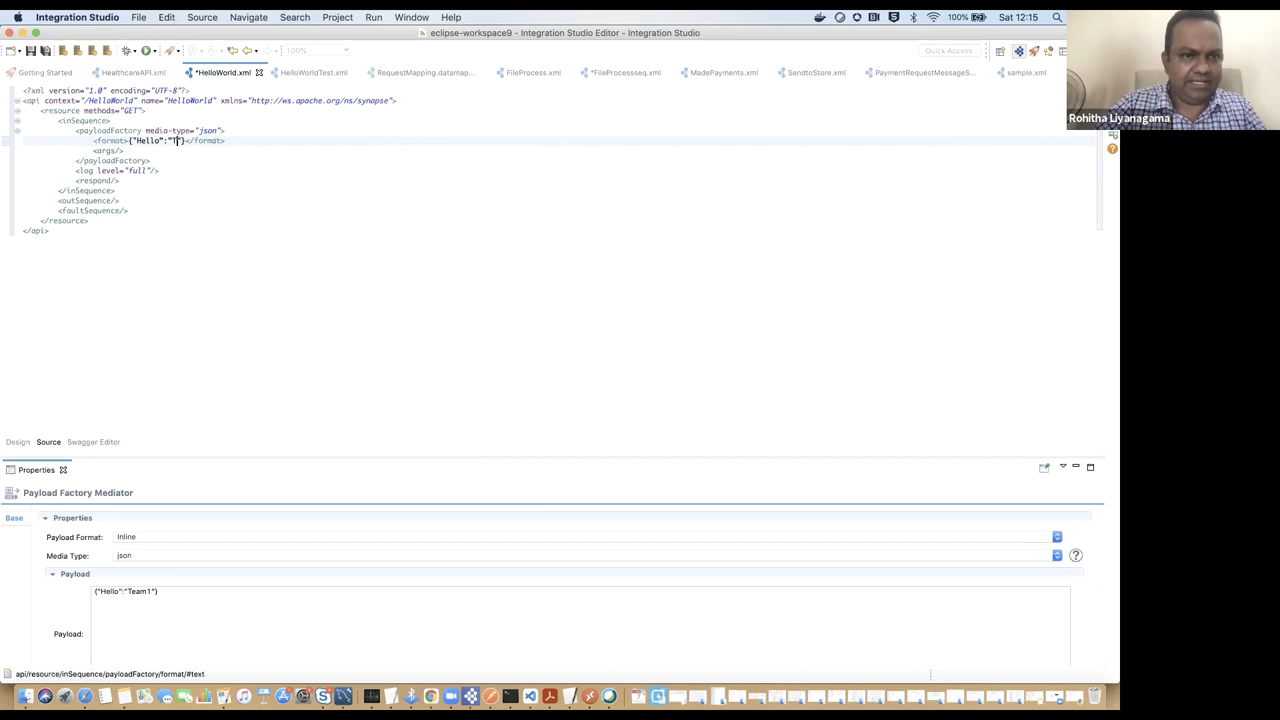 Integration Studio File Edit Source Navigate Search Project Run Window Help 100% Sat 12:15
eclipse-workspace9 - Integration Studio Editor - Integration Studio
100% Quick Access
Getting Started HealthcareAPI.xml *HelloWorld.xml HelloWorldTest.xml RequestMapping.datamap... FileProcess.xml *FileProcessseq.xml MadePayments.xml SendtoStore.xml PaymentRequestMessageS... sample.xml
Rohitha Liyanagama
<?xml version="1.0" encoding="UTF-8"?>
<api context="/HelloWorld" name="HelloWorld" xmlns="http://ws.apache.org/ns/synapse">
<resource methods="GET">
<inSequence>
<payloadFactory media-type="json">
<format>{"Hello":"T"}</format>
<args/>
</payloadFactory>
<log level="full"/>
<respond/>
</inSequence>
<outSequence/>
<faultSequence/>
</resource>
</api>
Design Source Swagger Editor
Properties
Payload Factory Mediator
Base Properties
Payload Format: Inline
Media Type: json
Payload
{"Hello":"Team1"}
Payload:
api/resource/inSequence/payloadFactory/format/#text